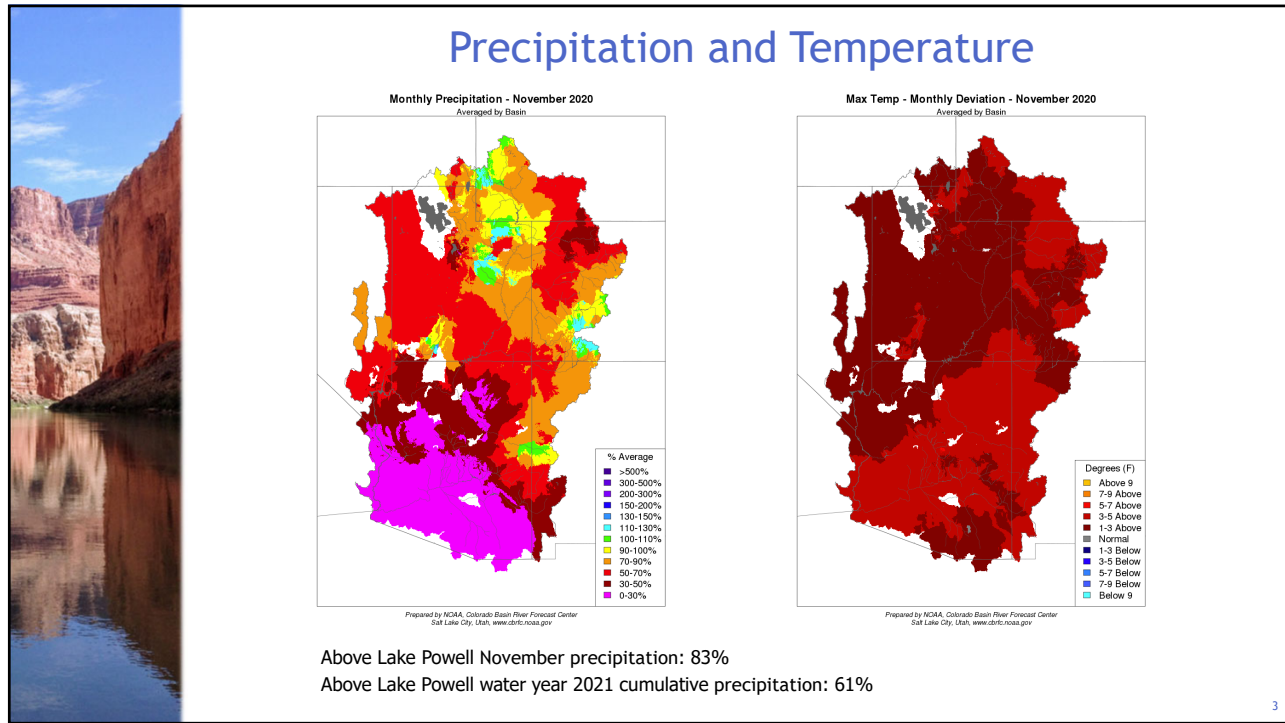 Precipitation and Temperature
Monthly Precipitation - November 2020
Averaged by Basin
% Average
>500%
300-500%
200-300%
150-200%
130-150%
110-130%
100-110%
90-100%
70-90%
50-70%
30-50%
0-30%
Prepared by NOAA, Colorado Basin River Forecast Center
Salt Lake City, Utah, www.cbrfc.noaa.gov
Max Temp - Monthly Deviation - November 2020
Averaged by Basin
Degrees (F)
Above 9
7-9 Above
5-7 Above
3-5 Above
1-3 Above
Normal
1-3 Below
3-5 Below
5-7 Below
7-9 Below
Below 9
Prepared by NOAA, Colorado Basin River Forecast Center
Salt Lake City, Utah, www.cbrfc.noaa.gov
Above Lake Powell November precipitation: 83%
Above Lake Powell water year 2021 cumulative precipitation: 61%
3